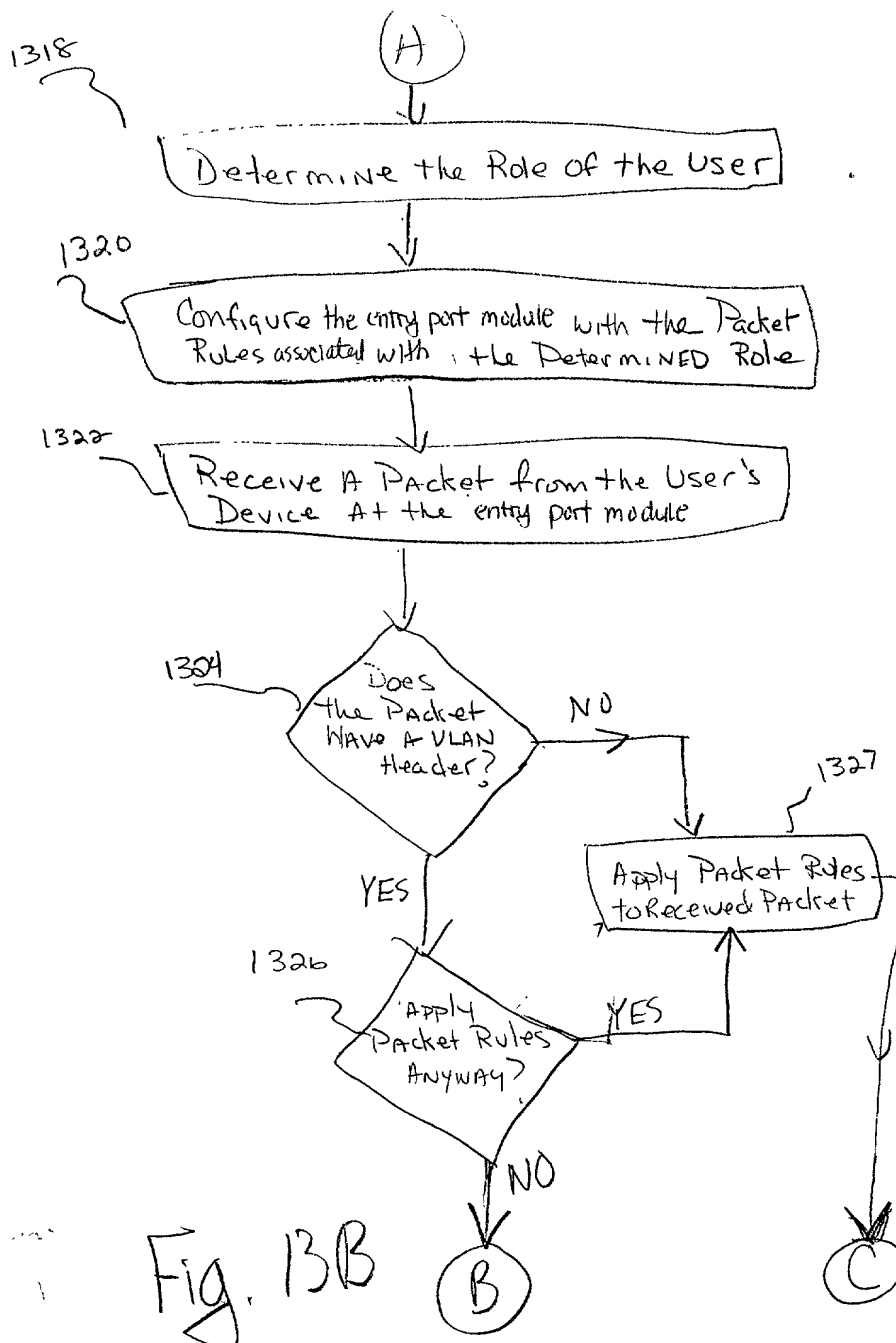 A
1318
Determine the Role of the User
1320
Configure the entry port module with the Packet
Rules associated with the Determined Role
1322
Receive A Packet from the User's
Device At the entry port module
1324
Does
the Packet
Have A VLAN
Header?
NO
1327
Apply Packet Rules
to Received Packet
YES
1326
Apply
Packet Rules
Anyway?
YES
NO
B
C
Fig. 13B